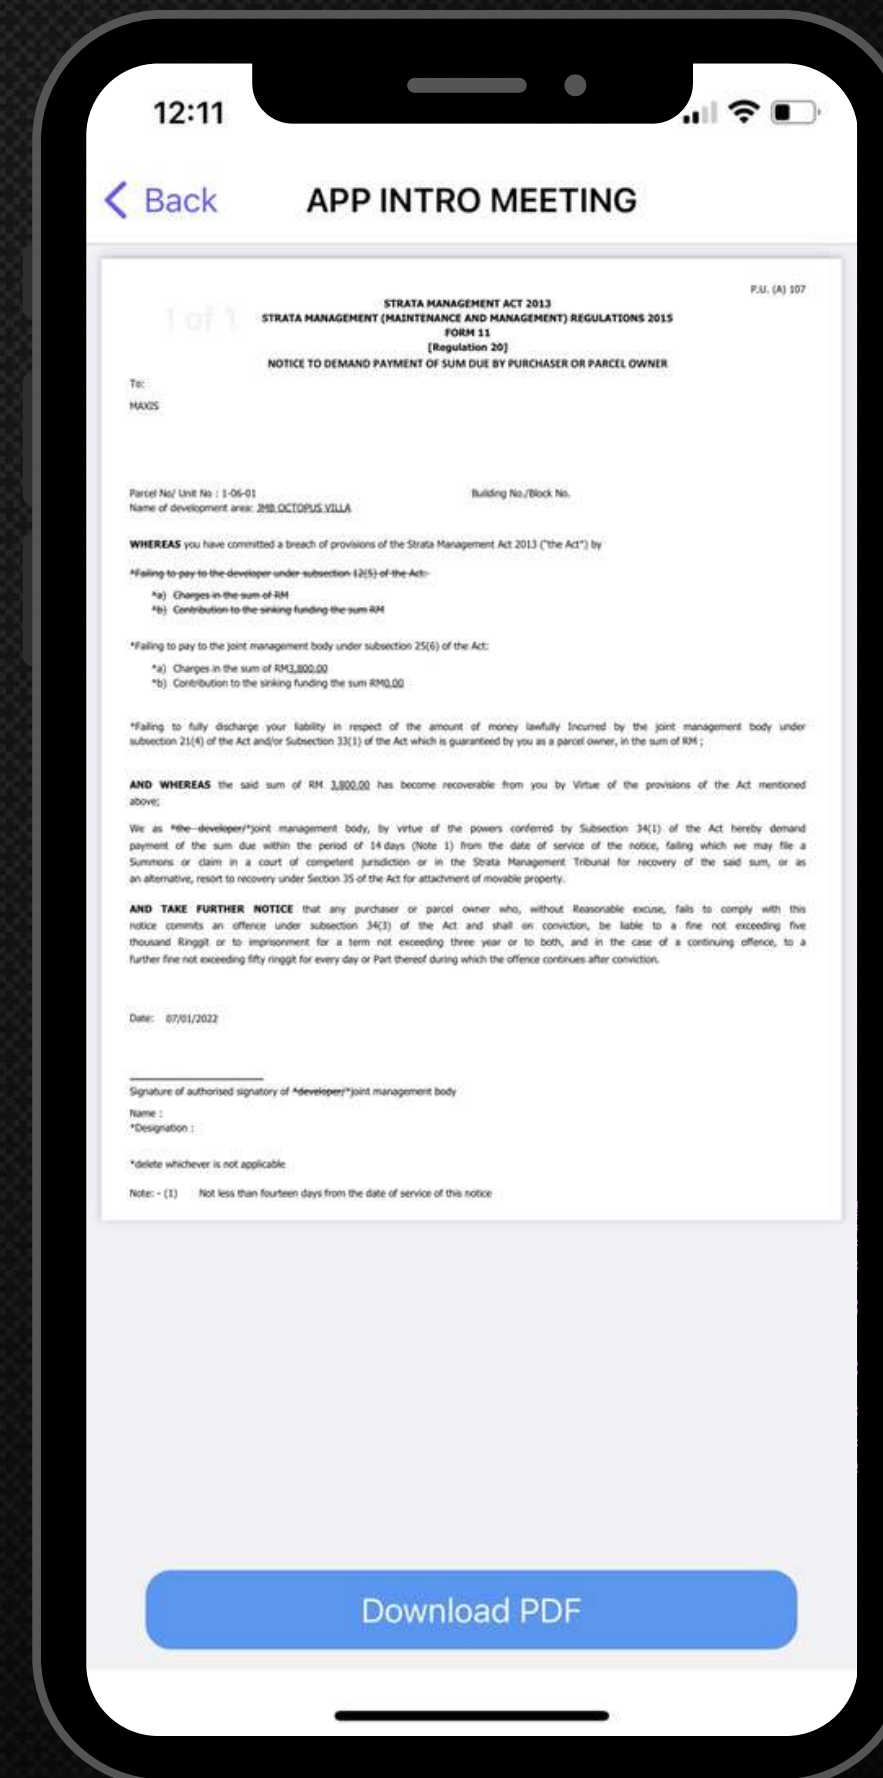 12:11
Back
APP INTRO MEETING
1 of 1
P.U. (A) 107
STRATA MANAGEMENT ACT 2013
STRATA MANAGEMENT (MAINTENANCE AND MANAGEMENT) REGULATIONS 2015
FORM 11
[Regulation 20]
NOTICE TO DEMAND PAYMENT OF SUM DUE BY PURCHASER OR PARCEL OWNER
To:
MAXIS
Parcel No/ Unit No : 1-06-01 Building No./Block No.
Name of development area: JMB OCTOPUS VILLA
WHEREAS you have committed a breach of provisions of the Strata Management Act 2013 ("the Act") by
*Failing to pay to the developer under subsection 12(5) of the Act:-
*a) Charges in the sum of RM
*b) Contribution to the sinking funding the sum RM
*Failing to pay to the joint management body under subsection 25(6) of the Act:
*a) Charges in the sum of RM3,800.00
*b) Contribution to the sinking funding the sum RM0.00
*Failing to fully discharge your liability in respect of the amount of money lawfully Incurred by the joint management body under
subsection 21(4) of the Act and/or Subsection 33(1) of the Act which is guaranteed by you as a parcel owner, in the sum of RM ;
AND WHEREAS the said sum of RM 3,800.00 has become recoverable from you by Virtue of the provisions of the Act mentioned
above;
We as *the developer/*joint management body, by virtue of the powers conferred by Subsection 34(1) of the Act hereby demand
payment of the sum due within the period of 14 days (Note 1) from the date of service of the notice, failing which we may file a
Summons or claim in a court of competent jurisdiction or in the Strata Management Tribunal for recovery of the said sum, or as
an alternative, resort to recovery under Section 35 of the Act for attachment of movable property.
AND TAKE FURTHER NOTICE that any purchaser or parcel owner who, without Reasonable excuse, fails to comply with this
notice commits an offence under subsection 34(3) of the Act and shall on conviction, be liable to a fine not exceeding five
thousand Ringgit or to imprisonment for a term not exceeding three year or to both, and in the case of a continuing offence, to a
further fine not exceeding fifty ringgit for every day or Part thereof during which the offence continues after conviction.
Date: 07/01/2022
Signature of authorised signatory of *developer/*joint management body
Name :
*Designation :
*delete whichever is not applicable
Note: - (1) Not less than fourteen days from the date of service of this notice
Download PDF